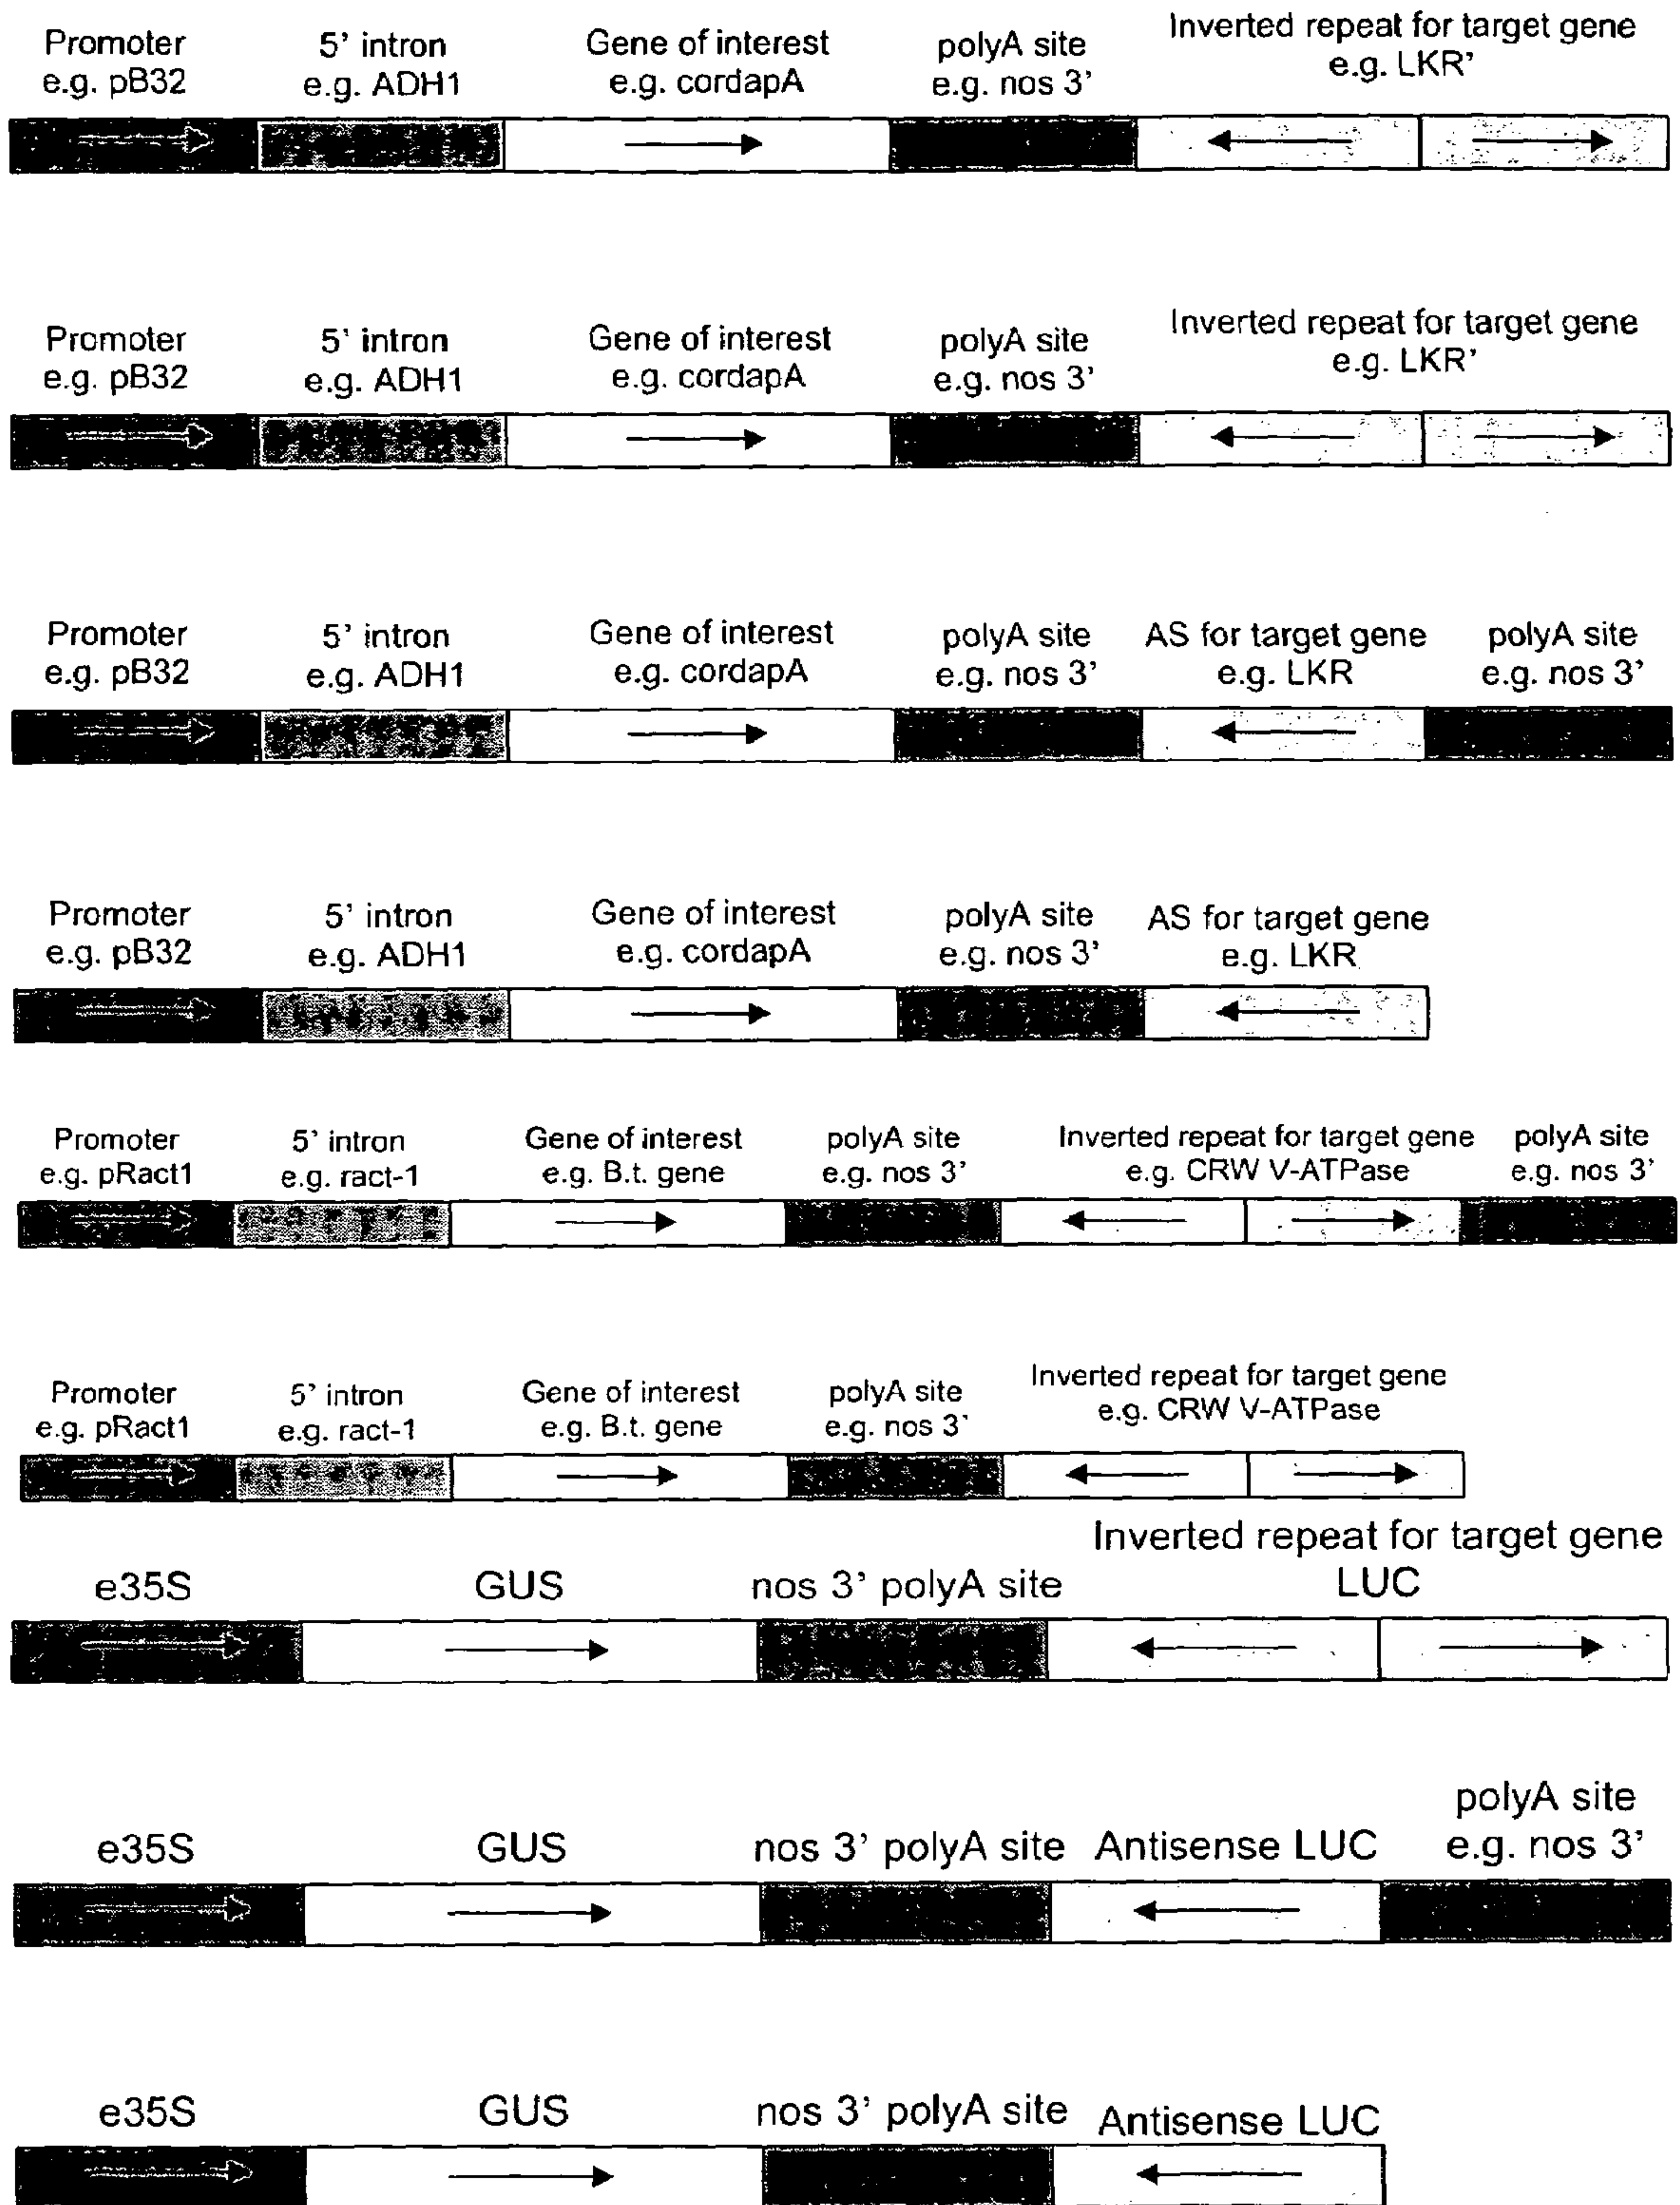 Promoter
e.g. pB32
5' intron
e.g. ADH1
Gene of interest
e.g. cordapA
polyA site
e.g. nos 3'
Inverted repeat for target gene
e.g. LKR'
Promoter
e.g. pB32
5' intron
e.g. ADH1
Gene of interest
e.g. cordapA
polyA site
e.g. nos 3'
Inverted repeat for target gene
e.g. LKR'
Promoter
e.g. pB32
5' intron
e.g. ADH1
Gene of interest
e.g. cordapA
polyA site
e.g. nos 3'
AS for target gene
e.g. LKR
polyA site
e.g. nos 3'
Promoter
e.g. pB32
5' intron
e.g. ADH1
Gene of interest
e.g. cordapA
polyA site
e.g. nos 3'
AS for target gene
e.g. LKR
Promoter
e.g. pRact1
5' intron
e.g. ract-1
Gene of interest
e.g. B.t. gene
polyA site
e.g. nos 3'
Inverted repeat for target gene
e.g. CRW V-ATPase
polyA site
e.g. nos 3'
Promoter
e.g. pRact1
5' intron
e.g. ract-1
Gene of interest
e.g. B.t. gene
polyA site
e.g. nos 3'
Inverted repeat for target gene
e.g. CRW V-ATPase
e35S
GUS
nos 3' polyA site
Inverted repeat for target gene
LUC
e35S
GUS
nos 3' polyA site
Antisense LUC
polyA site
e.g. nos 3'
e35S
GUS
nos 3' polyA site
Antisense LUC